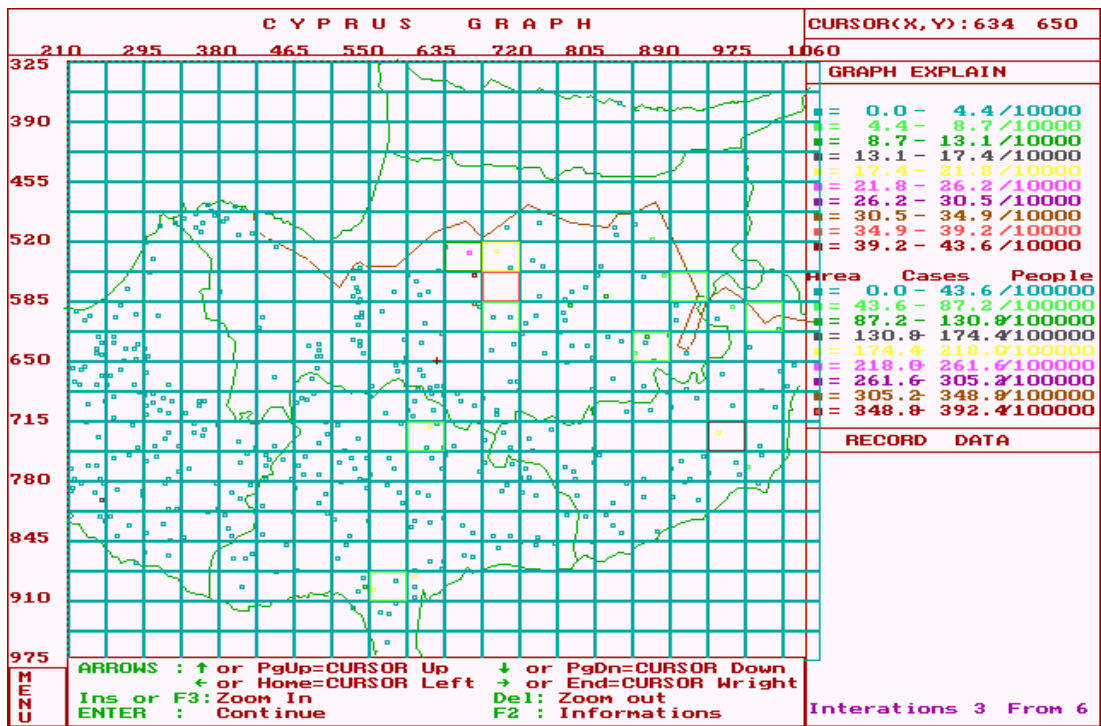 C Y P R U S   G R A P H
CURSOR(X,Y):634 650
210 295 380 465 550 635 720 805 890 975 1060
325
390
455
520
585
650
715
780
845
910
975
GRAPH EXPLAIN
= 0.0 - 4.4/10000
= 4.4 - 8.7/10000
= 8.7 - 13.1/10000
= 13.1 - 17.4/10000
= 17.4 - 21.8/10000
= 21.8 - 26.2/10000
= 26.2 - 30.5/10000
= 30.5 - 34.9/10000
= 34.9 - 39.2/10000
= 39.2 - 43.6/10000
Area Cases People
= 0.0 - 43.6/100000
= 43.6 - 87.2/100000
= 87.2 - 130.8/100000
= 130.8 - 174.4/100000
= 174.4 - 218.0/100000
= 218.0 - 261.6/100000
= 261.6 - 305.2/100000
= 305.2 - 348.8/100000
= 348.8 - 392.4/100000
RECORD DATA
MENU
ARROWS : ↑ or PgUp=CURSOR Up ↓ or PgDn=CURSOR Down
← or Home=CURSOR Left → or End=CURSOR Wright
Ins or F3: Zoom In Del: Zoom out
ENTER : Continue F2 : Informations
Interations 3 From 6